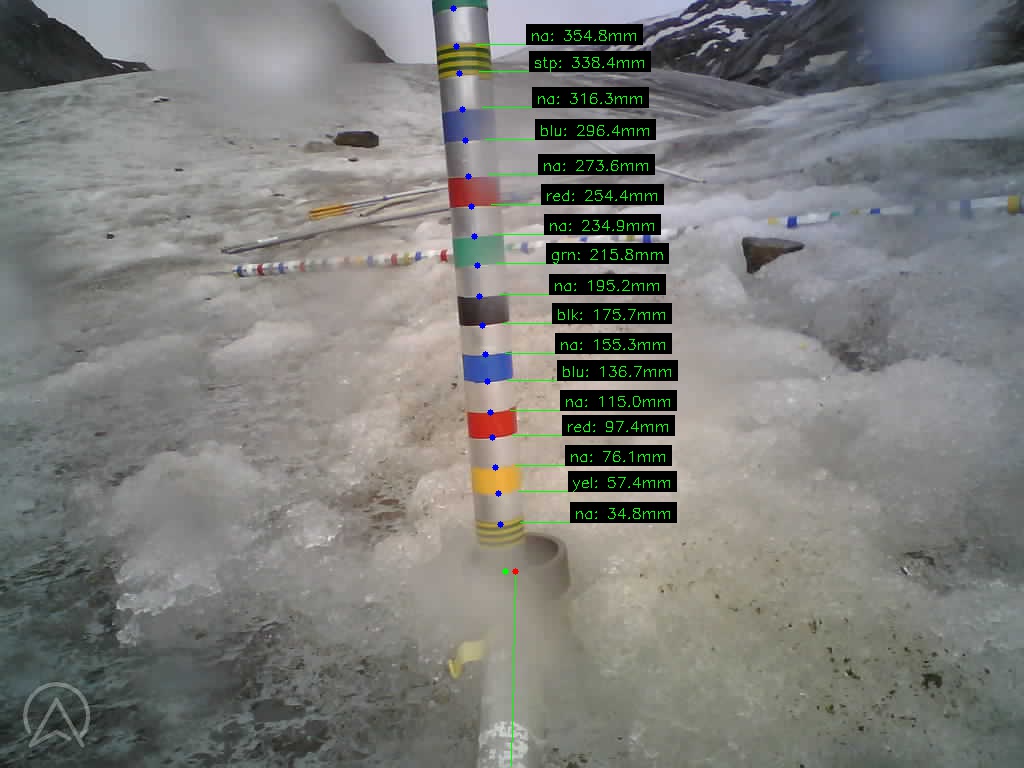 na: 354.8mm
stp: 338.4mm
na: 316.3mm
blu: 296.4mm
na: 273.6mm
red: 254.4mm
na: 234.9mm
grn: 215.8mm
na: 195.2mm
blk: 175.7mm
na: 155.3mm
blu: 136.7mm
na: 115.0mm
red: 97.4mm
na: 76.1mm
yel: 57.4mm
na: 34.8mm